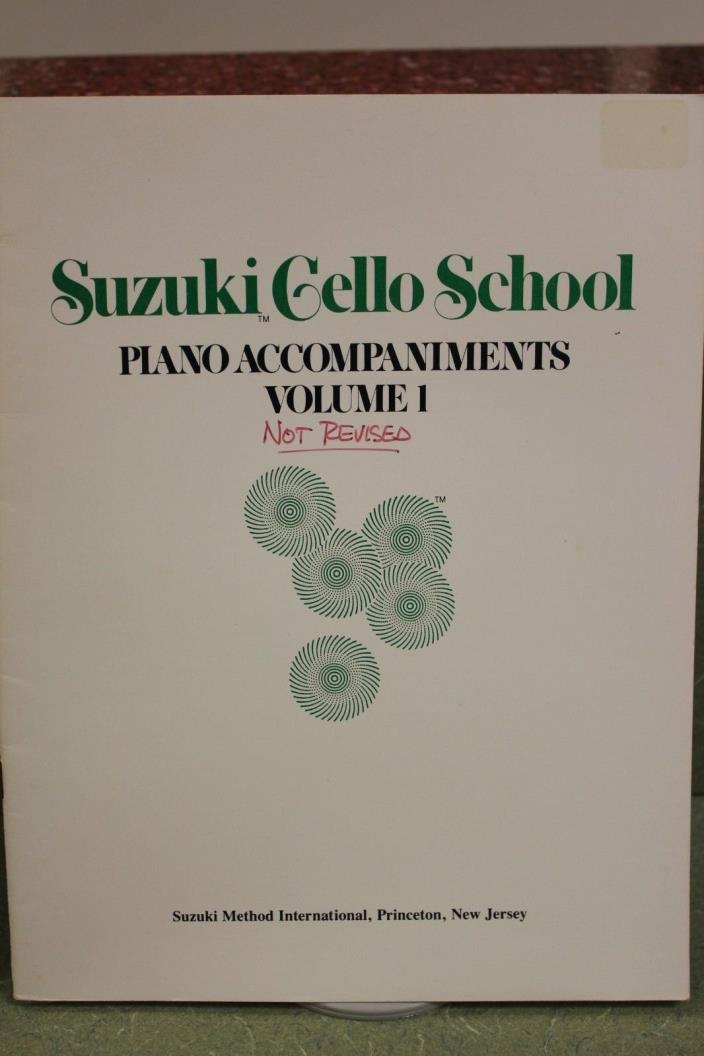 Suzuki Cello School
TM
PIANO ACCOMPANIMENTS
VOLUME 1
NOT REVISED
TM
Suzuki Method International, Princeton, New Jersey